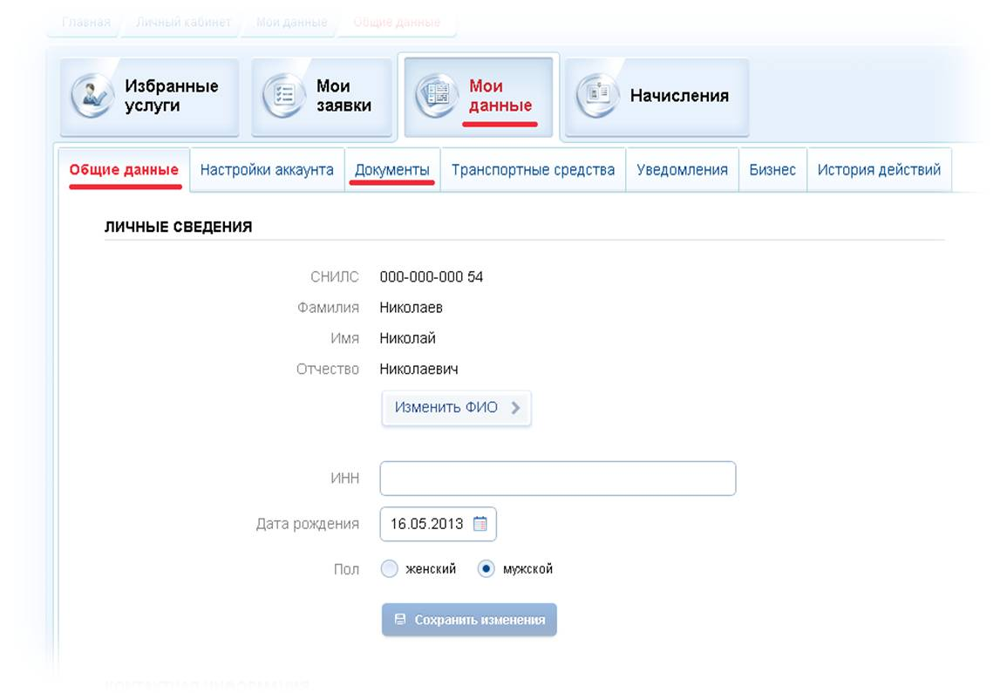 Главная Личный кабинет Мои данные Общие данные
Избранные услуги
Мои заявки
Мои данные
Начисления
Общие данные Настройки аккаунта Документы Транспортные средства Уведомления Бизнес История действий
ЛИЧНЫЕ СВЕДЕНИЯ
СНИЛС 000-000-000 54
Фамилия Николаев
Имя Николай
Отчество Николаевич
Изменить ФИО
ИНН
Дата рождения 16.05.2013
Пол женский мужской
Сохранить изменения
КОНТАКТНАЯ ИНФОРМАЦИЯ